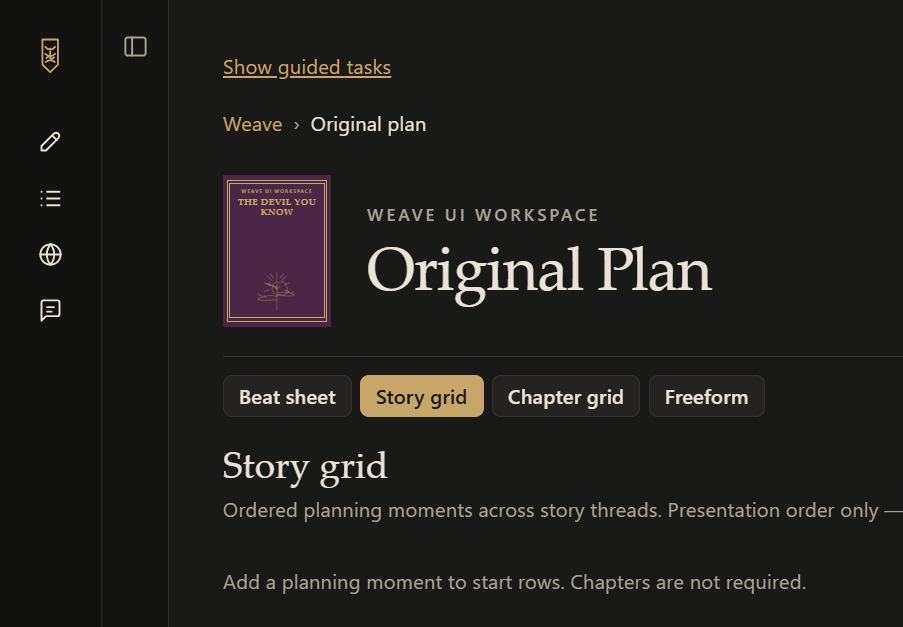 Show guided tasks
Weave › Original plan
WEAVE UI WORKSPACE
THE DEVIL YOU
KNOW
WEAVE UI WORKSPACE
Original Plan
Beat sheet
Story grid
Chapter grid
Freeform
Story grid
Ordered planning moments across story threads. Presentation order only —
Add a planning moment to start rows. Chapters are not required.